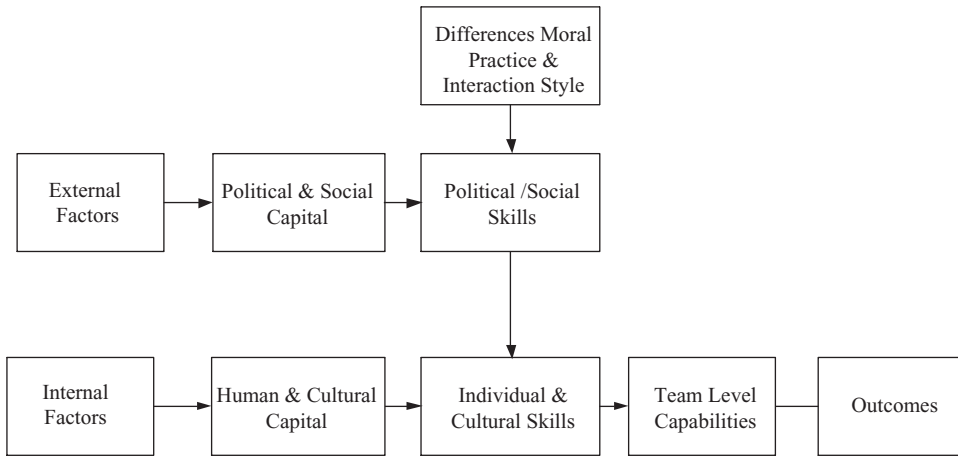 Differences Moral
Practice &
Interaction Style
External
Factors
Political & Social
Capital
Political /Social
Skills
Internal
Factors
Human & Cultural
Capital
Individual &
Cultural Skills
Team Level
Capabilities
Outcomes